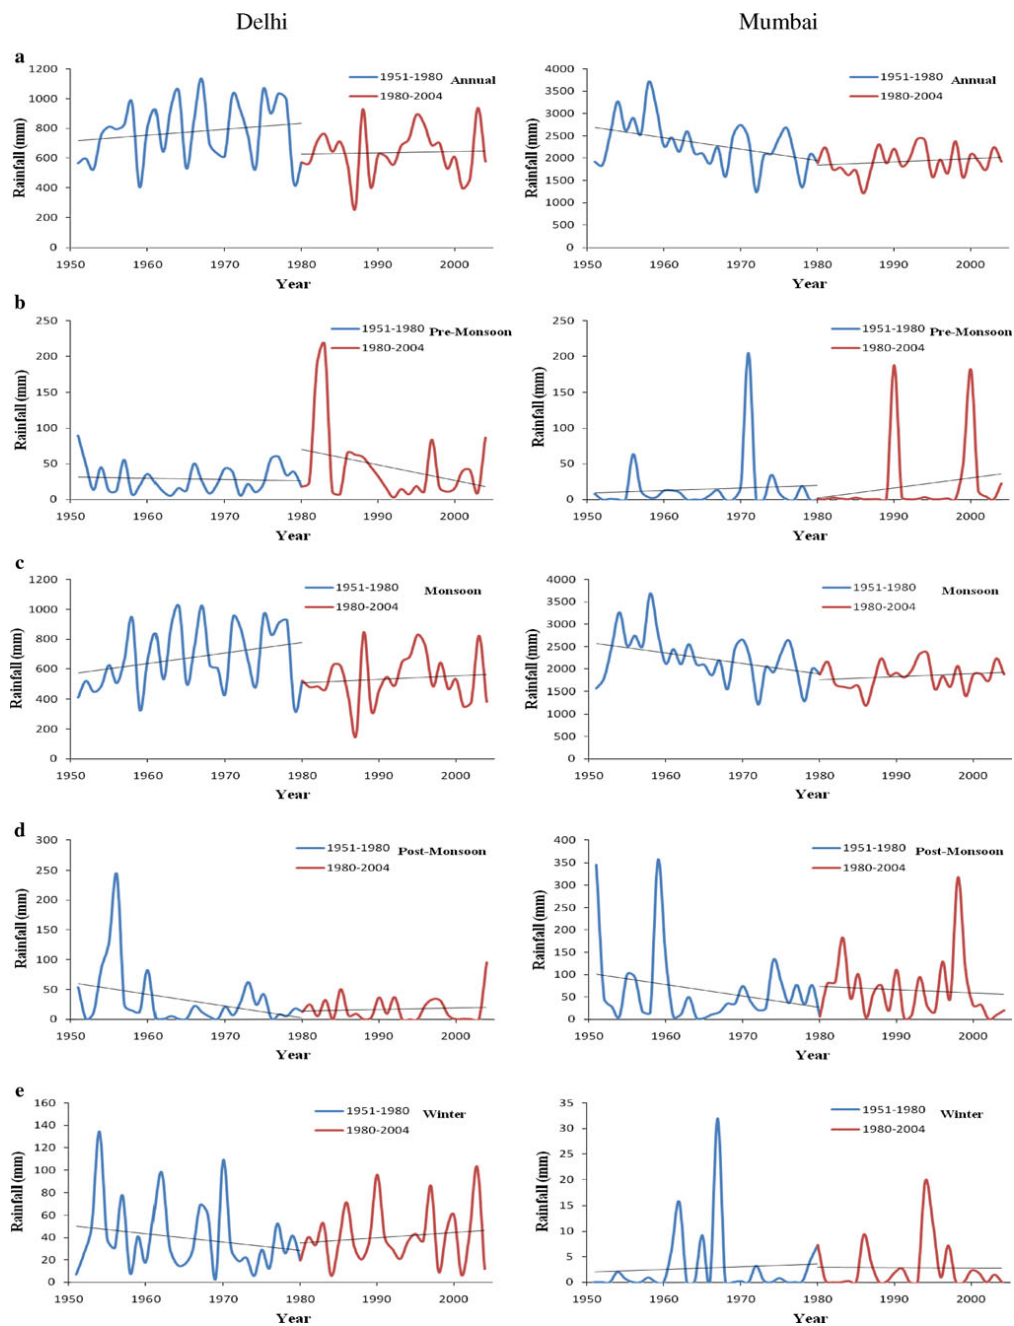 Delhi
Mumbai
a
1200
1000
800
600
400
200
0
Rainfall (mm)
1951-1980
1980-2004
Annual
1950 1960 1970 1980 1990 2000
Year
4000
3500
3000
2500
2000
1500
1000
500
0
Rainfall (mm)
1951-1980
1980-2004
Annual
1950 1960 1970 1980 1990 2000
Year
b
250
200
150
100
50
0
Rainfall (mm)
1951-1980
1980-2004
Pre-Monsoon
1950 1960 1970 1980 1990 2000
Year
250
200
150
100
50
0
Rainfall (mm)
1951-1980
1980-2004
Pre-Monsoon
1950 1960 1970 1980 1990 2000
Year
c
1200
1000
800
600
400
200
0
Rainfall (mm)
1951-1980
1980-2004
Monsoon
1950 1960 1970 1980 1990 2000
Year
4000
3500
3000
2500
2000
1500
1000
500
0
Rainfall (mm)
1951-1980
1980-2004
Monsoon
1950 1960 1970 1980 1990 2000
Year
d
300
250
200
150
100
50
0
Rainfall (mm)
1951-1980
1980-2004
Post-Monsoon
1950 1960 1970 1980 1990 2000
Year
400
350
300
250
200
150
100
50
0
Rainfall (mm)
1951-1980
1980-2004
Post-Monsoon
1950 1960 1970 1980 1990 2000
Year
e
160
140
120
100
80
60
40
20
0
Rainfall (mm)
1951-1980
1980-2004
Winter
1950 1960 1970 1980 1990 2000
Year
35
30
25
20
15
10
5
0
Rainfall (mm)
1951-1980
1980-2004
Winter
1950 1960 1970 1980 1990 2000
Year